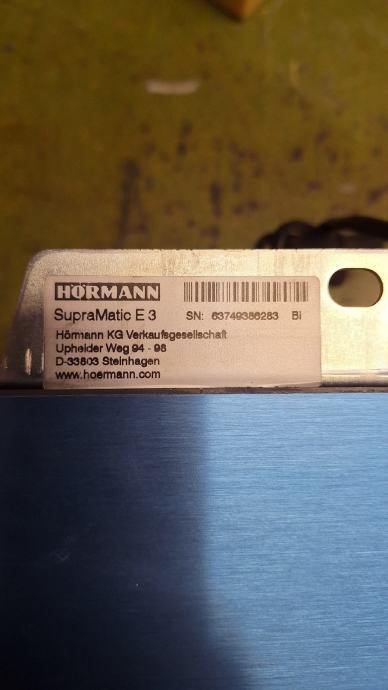 HÖRMANN
SupraMatic E 3 SN: 63749386283 Bi
Hörmann KG Verkaufsgesellschaft
Upheider Weg 94 - 98
D-33803 Steinhagen
www.hoermann.com